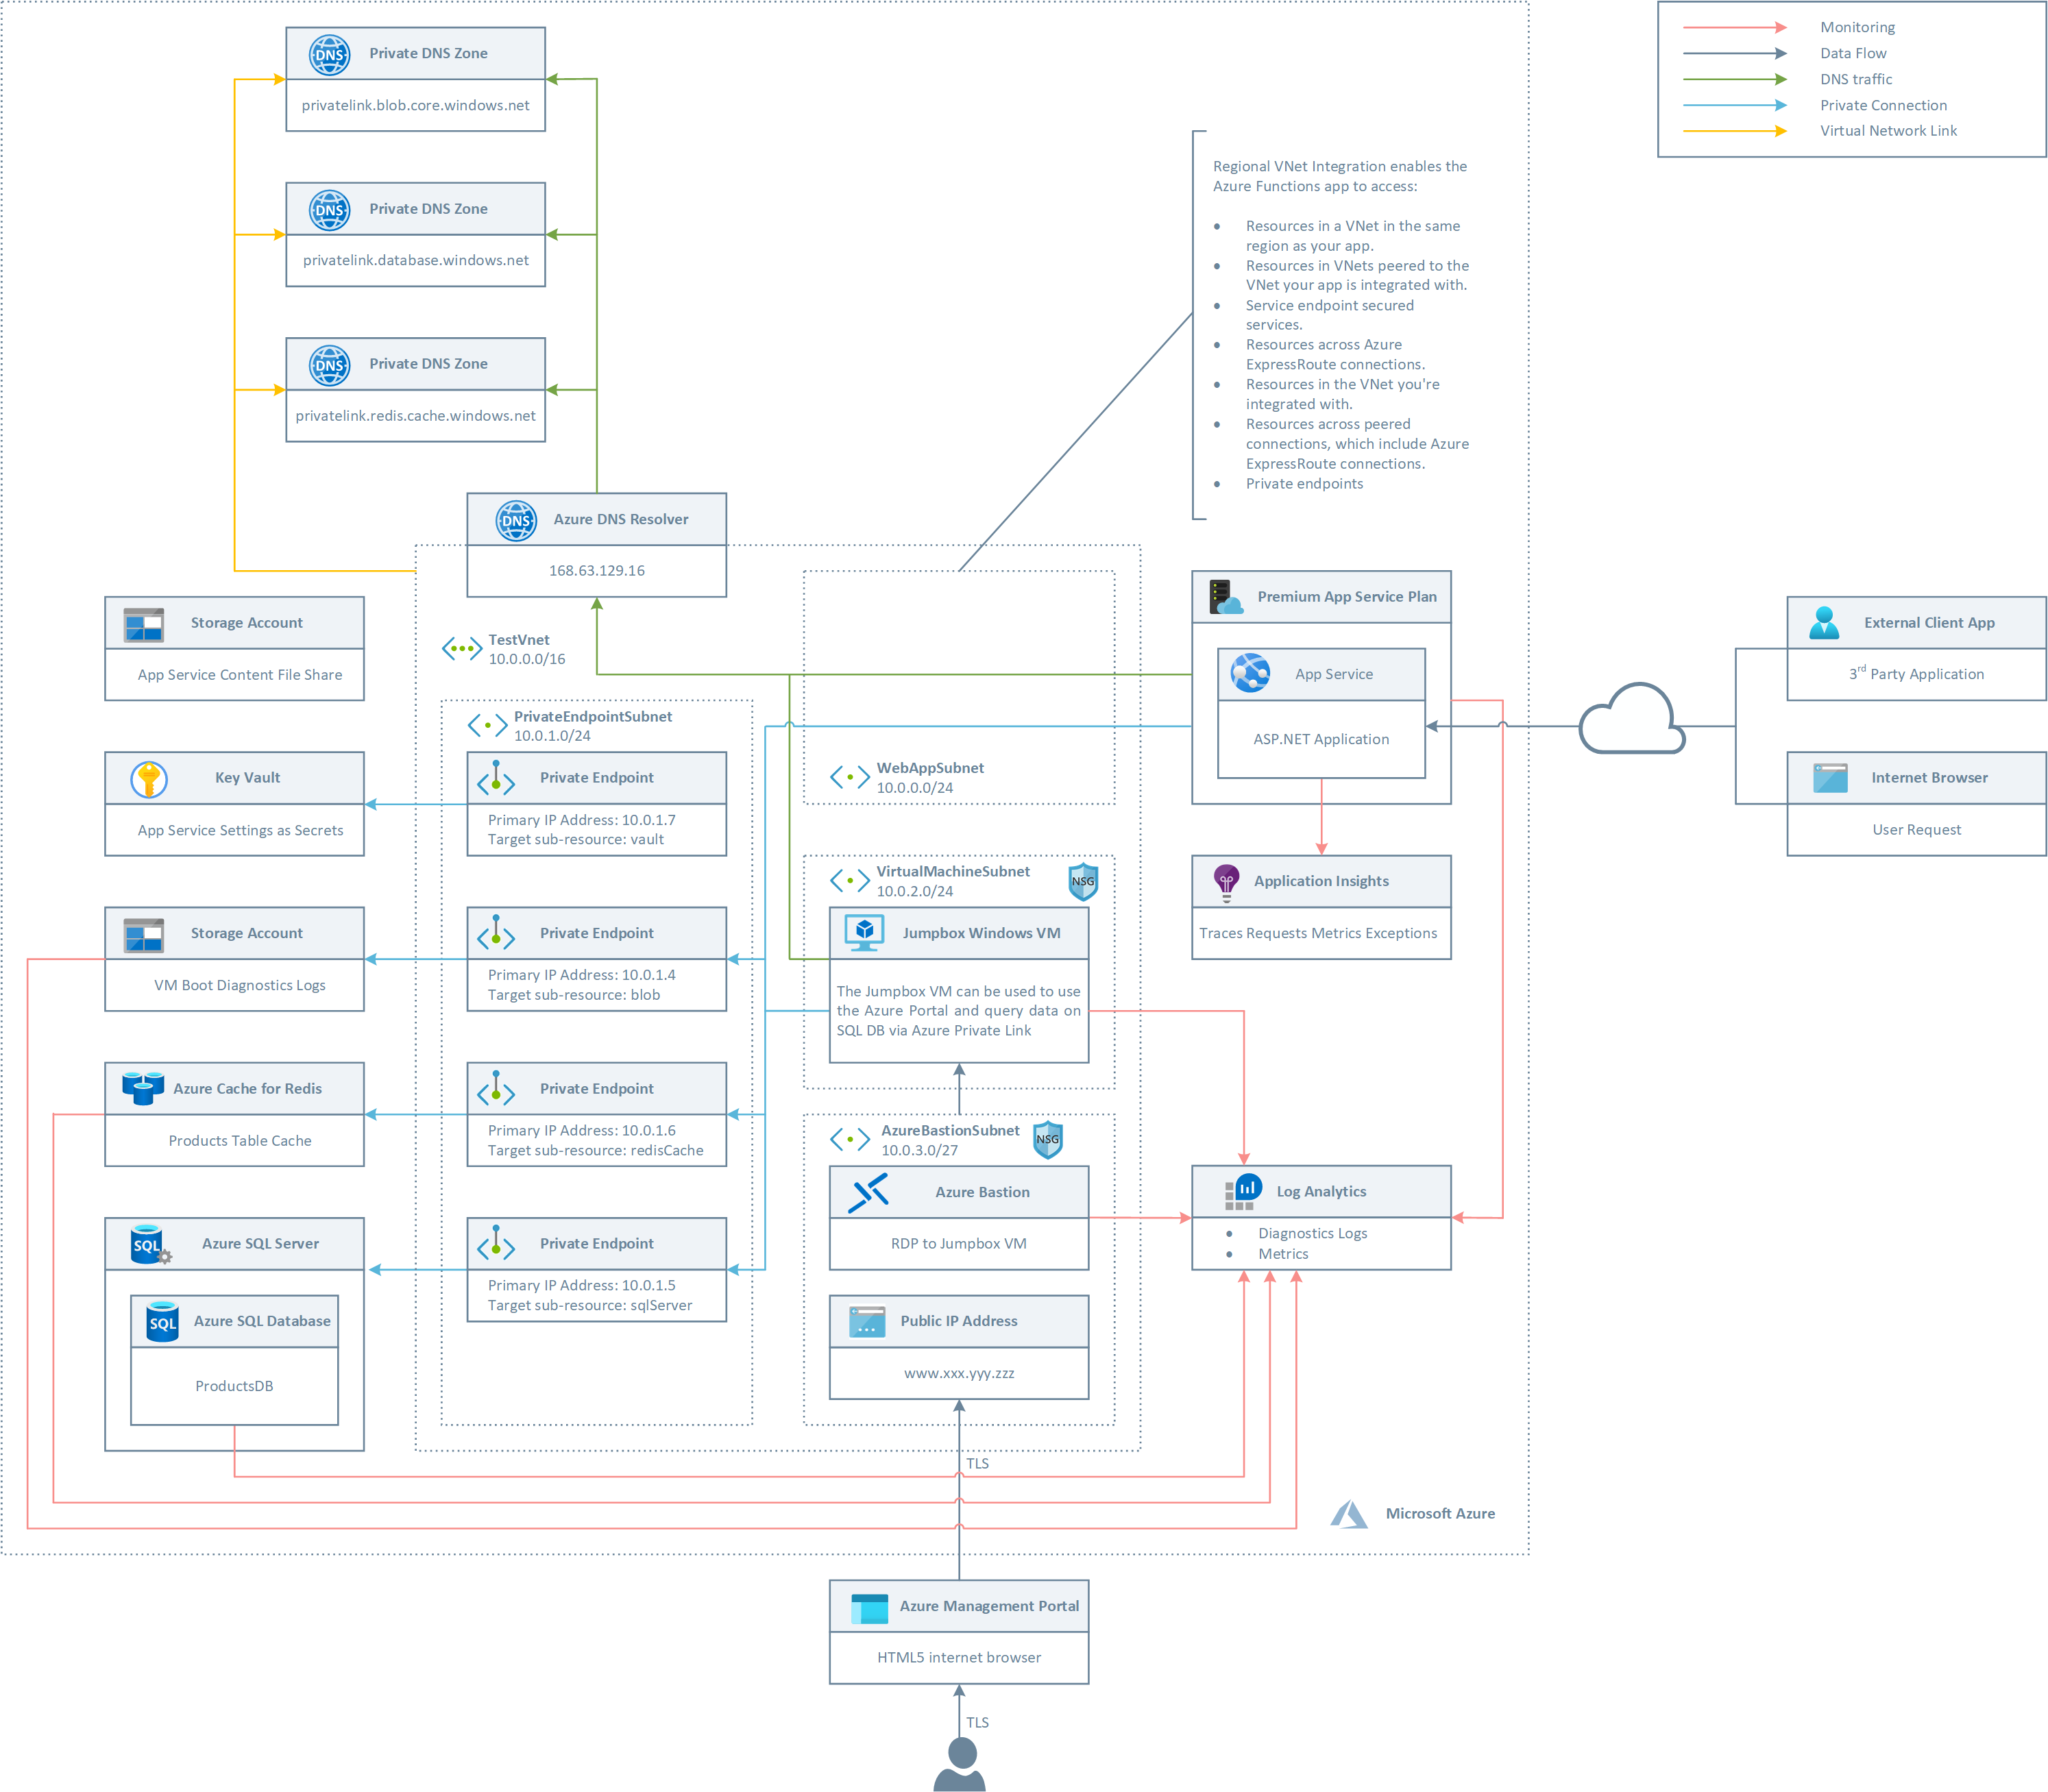 Monitoring
Data Flow
DNS traffic
Private Connection
Virtual Network Link
DNS
Private DNS Zone
privatelink.blob.core.windows.net
DNS
Private DNS Zone
privatelink.database.windows.net
DNS
Private DNS Zone
privatelink.redis.cache.windows.net
Regional VNet Integration enables the
Azure Functions app to access:
● Resources in a VNet in the same
region as your app.
● Resources in VNets peered to the
VNet your app is integrated with.
● Service endpoint secured
services.
● Resources across Azure
ExpressRoute connections.
● Resources in the VNet you're
integrated with.
● Resources across peered
connections, which include Azure
ExpressRoute connections.
● Private endpoints
DNS
Azure DNS Resolver
168.63.129.16
TestVnet
10.0.0.0/16
Storage Account
App Service Content File Share
Key Vault
App Service Settings as Secrets
Storage Account
VM Boot Diagnostics Logs
Azure Cache for Redis
Products Table Cache
SQL
Azure SQL Server
SQL
Azure SQL Database
ProductsDB
PrivateEndpointSubnet
10.0.1.0/24
Private Endpoint
Primary IP Address: 10.0.1.7
Target sub-resource: vault
Private Endpoint
Primary IP Address: 10.0.1.4
Target sub-resource: blob
Private Endpoint
Primary IP Address: 10.0.1.6
Target sub-resource: redisCache
Private Endpoint
Primary IP Address: 10.0.1.5
Target sub-resource: sqlServer
WebAppSubnet
10.0.0.0/24
VirtualMachineSubnet
10.0.2.0/24
NSG
Jumpbox Windows VM
The Jumpbox VM can be used to use
the Azure Portal and query data on
SQL DB via Azure Private Link
AzureBastionSubnet
10.0.3.0/27
NSG
Azure Bastion
RDP to Jumpbox VM
Public IP Address
www.xxx.yyy.zzz
TLS
Premium App Service Plan
App Service
ASP.NET Application
Application Insights
Traces Requests Metrics Exceptions
Log Analytics
● Diagnostics Logs
● Metrics
External Client App
3rd Party Application
Internet Browser
User Request
Microsoft Azure
Azure Management Portal
HTML5 internet browser
TLS